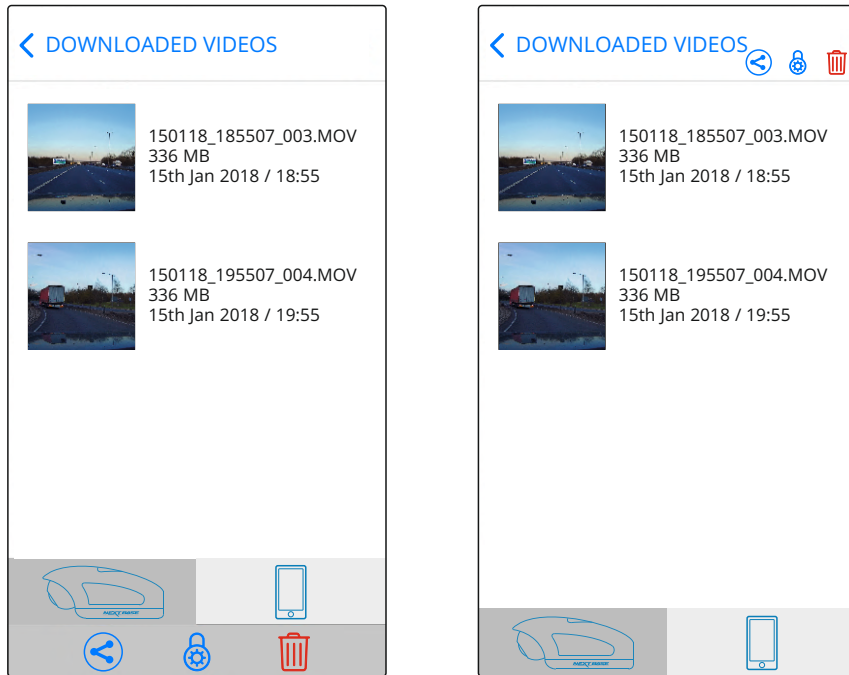 DOWNLOADED VIDEOS
150118_185507_003.MOV
336 MB
15th Jan 2018 / 18:55
150118_195507_004.MOV
336 MB
15th Jan 2018 / 19:55
DOWNLOADED VIDEOS
150118_185507_003.MOV
336 MB
15th Jan 2018 / 18:55
150118_195507_004.MOV
336 MB
15th Jan 2018 / 19:55